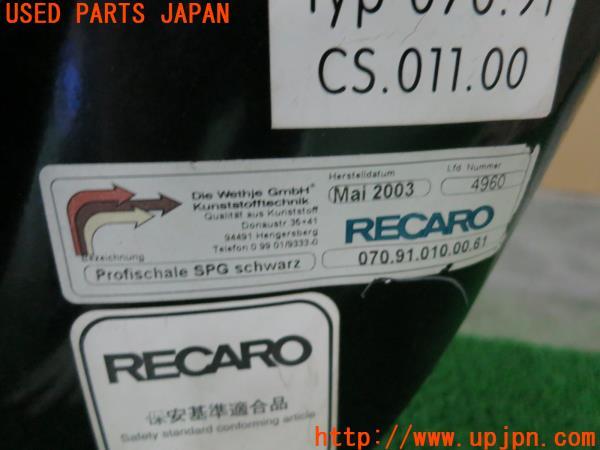 USED PARTS JAPAN
Typ 070.91
CS.011.00
Die Wethje GmbH
Kunststofftechnik
Qualität aus Kunststoff
Donaustr 36+41
94491 Hengersberg
Telefon 0 99 01/9333-0
Herstelldatum
Mai 2003
Lfd. Nummer
4960
RECARO
Bezeichnung
Profischale SPG schwarz
070.91.010.00.61
RECARO
保安基準適合品
Safety standard conforming article
http://www.upjpn.com